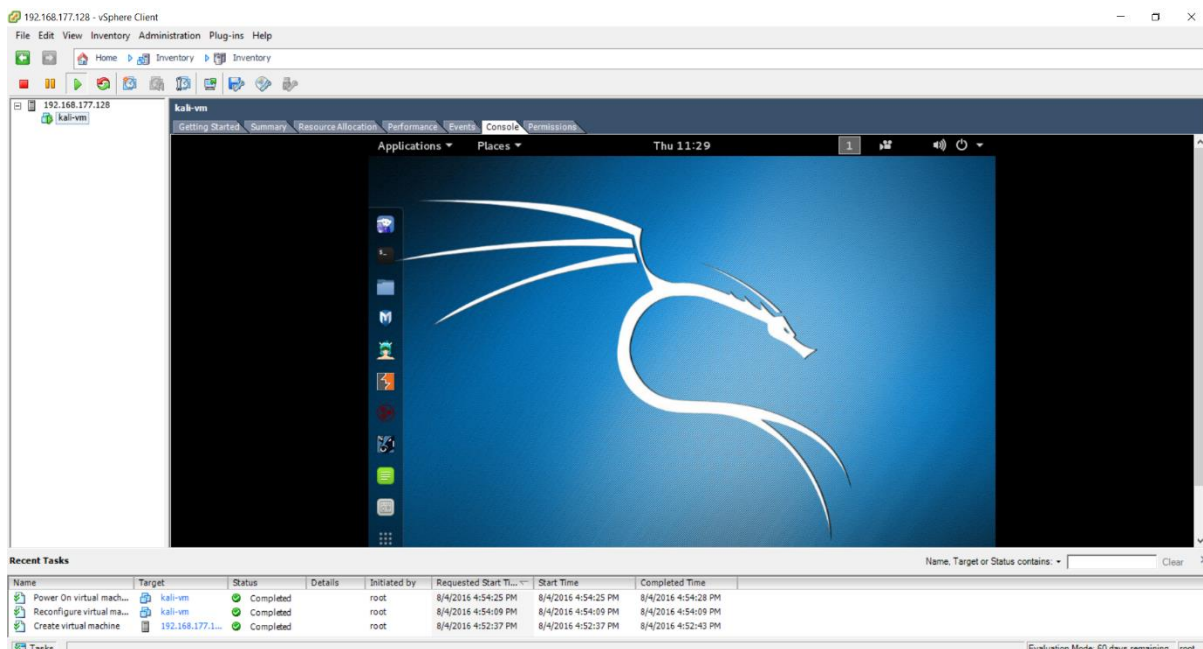 192.168.177.128 - vSphere Client
File Edit View Inventory Administration Plug-ins Help
Home Inventory Inventory
192.168.177.128
kali-vm
kali-vm
Getting Started Summary Resource Allocation Performance Events Console Permissions
Applications Places Thu 11:29 1
Recent Tasks Name, Target or Status contains: Clear
Name Target Status Details Initiated by Requested Start Ti... Start Time Completed Time
Power On virtual mach... kali-vm Completed root 8/4/2016 4:54:25 PM 8/4/2016 4:54:25 PM 8/4/2016 4:54:28 PM
Reconfigure virtual ma... kali-vm Completed root 8/4/2016 4:54:09 PM 8/4/2016 4:54:09 PM 8/4/2016 4:54:09 PM
Create virtual machine 192.168.177.1... Completed root 8/4/2016 4:52:37 PM 8/4/2016 4:52:37 PM 8/4/2016 4:52:43 PM
Tasks Evaluation Mode: 60 days remaining root